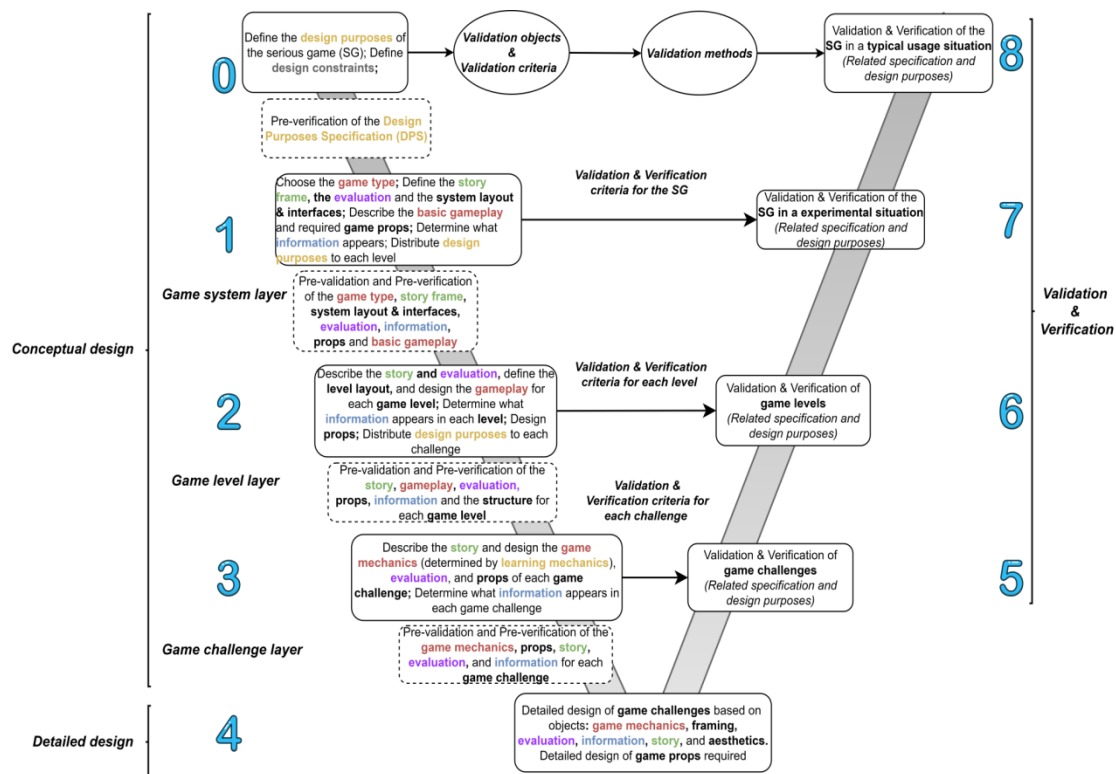 0
Define the design purposes
of the serious game (SG); Define
design constraints;
Validation objects
&
Validation criteria
Validation methods
Validation & Verification of the
SG in a typical usage situation
(Related specification and
design purposes)
8
Pre-verification of the Design
Purposes Specification (DPS)
1
Choose the game type; Define the story
frame, the evaluation and the system layout
& interfaces; Describe the basic gameplay
and required game props; Determine what
information appears; Distribute design
purposes to each level
Validation & Verification
criteria for the SG
Validation & Verification of the
SG in a experimental situation
(Related specification and
design purposes)
7
Game system layer
Pre-validation and Pre-verification
of the game type, story frame,
system layout & interfaces,
evaluation, information,
props and basic gameplay
Validation
&
Verification
Conceptual design
2
Describe the story and evaluation, define the
level layout, and design the gameplay for
each game level; Determine what
information appears in each level; Design
props; Distribute design purposes to each
challenge
Validation & Verification
criteria for each level
Validation & Verification of
game levels
(Related specification and
design purposes)
6
Game level layer
Pre-validation and Pre-verification of the
story, gameplay, evaluation,
props, information and the structure for
each game level
Validation &
Verification criteria for
each challenge
3
Describe the story and design the game
mechanics (determined by learning mechanics),
evaluation, and props of each game
challenge; Determine what information appears in
each game challenge
Validation & Verification of
game challenges
(Related specification and
design purposes)
5
Game challenge layer
Pre-validation and Pre-verification of the
game mechanics, props, story,
evaluation, and information for each
game challenge
Detailed design
4
Detailed design of game challenges based on
objects: game mechanics, framing,
evaluation, information, story, and aesthetics.
Detailed design of game props required